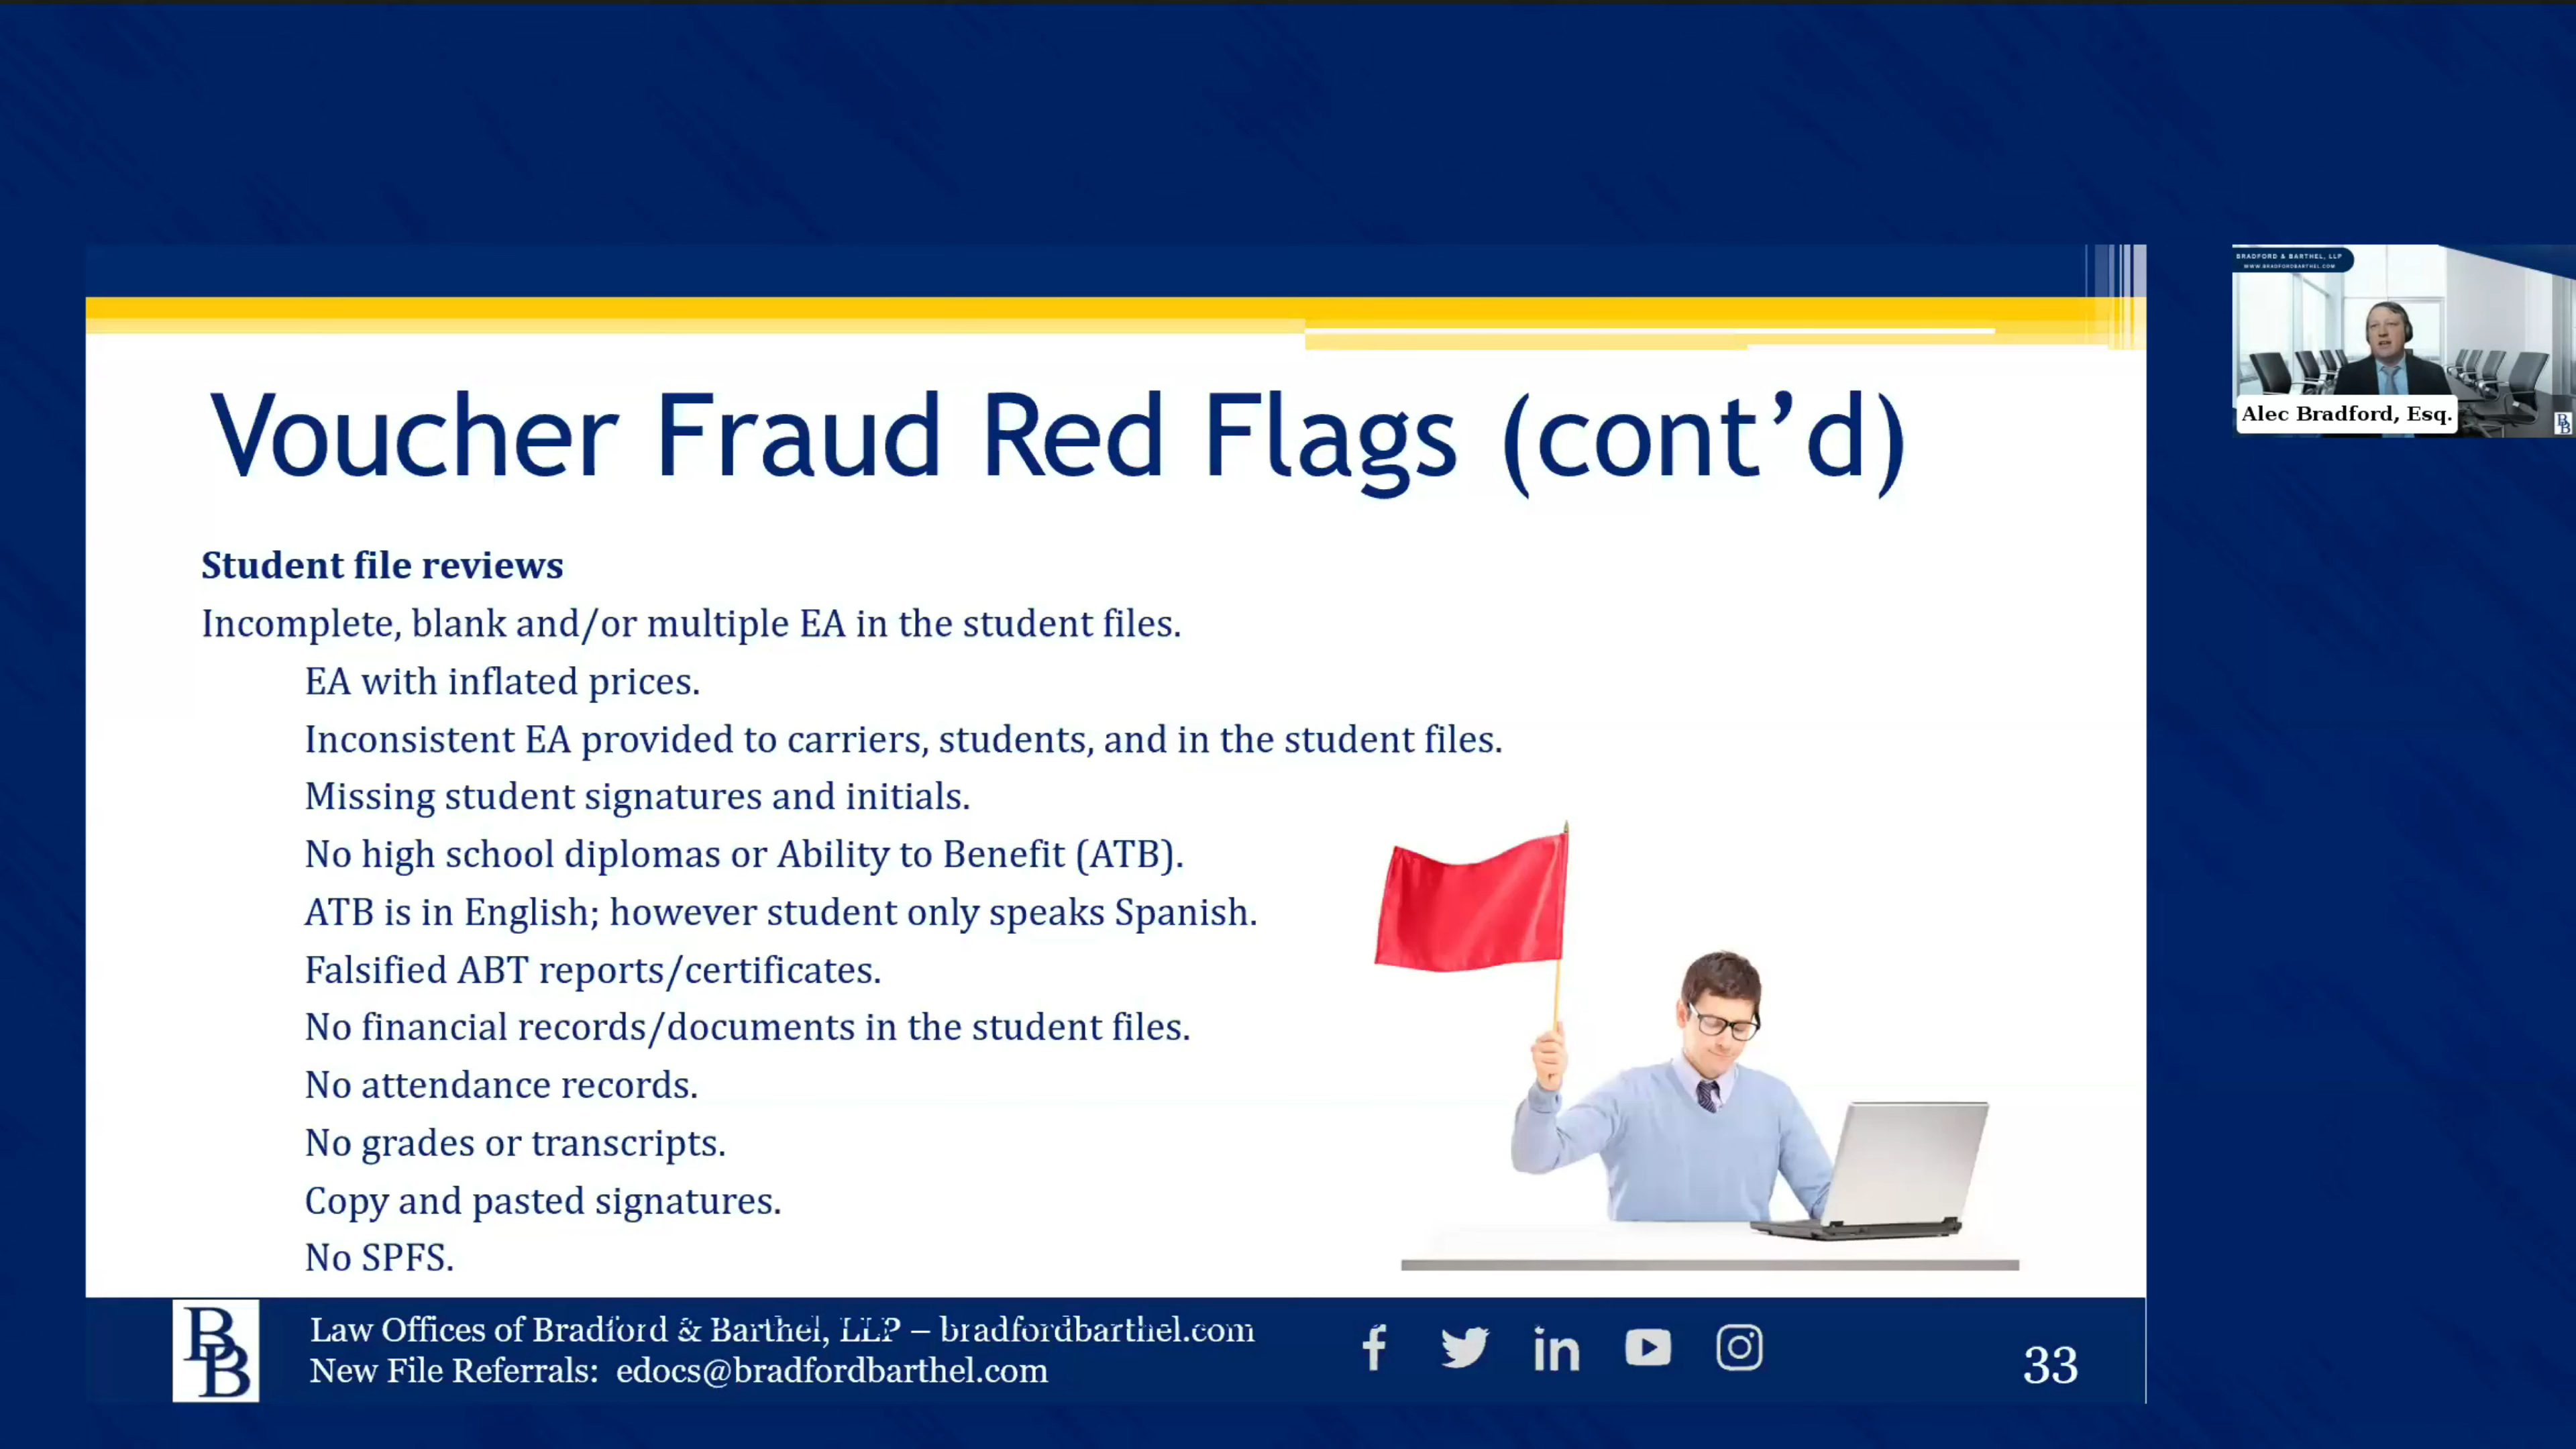 BRADFORD & BARTHEL, LLP
WWW.BRADFORDBARTHEL.COM
Alec Bradford, Esq.
BB
Voucher Fraud Red Flags (cont’d)
Student file reviews
Incomplete, blank and/or multiple EA in the student files.
EA with inflated prices.
Inconsistent EA provided to carriers, students, and in the student files.
Missing student signatures and initials.
No high school diplomas or Ability to Benefit (ATB).
ATB is in English; however student only speaks Spanish.
Falsified ABT reports/certificates.
No financial records/documents in the student files.
No attendance records.
No grades or transcripts.
Copy and pasted signatures.
No SPFS.
BB
Law Offices of Bradford & Barthel, LLP – bradfordbarthel.com
New File Referrals: edocs@bradfordbarthel.com
33